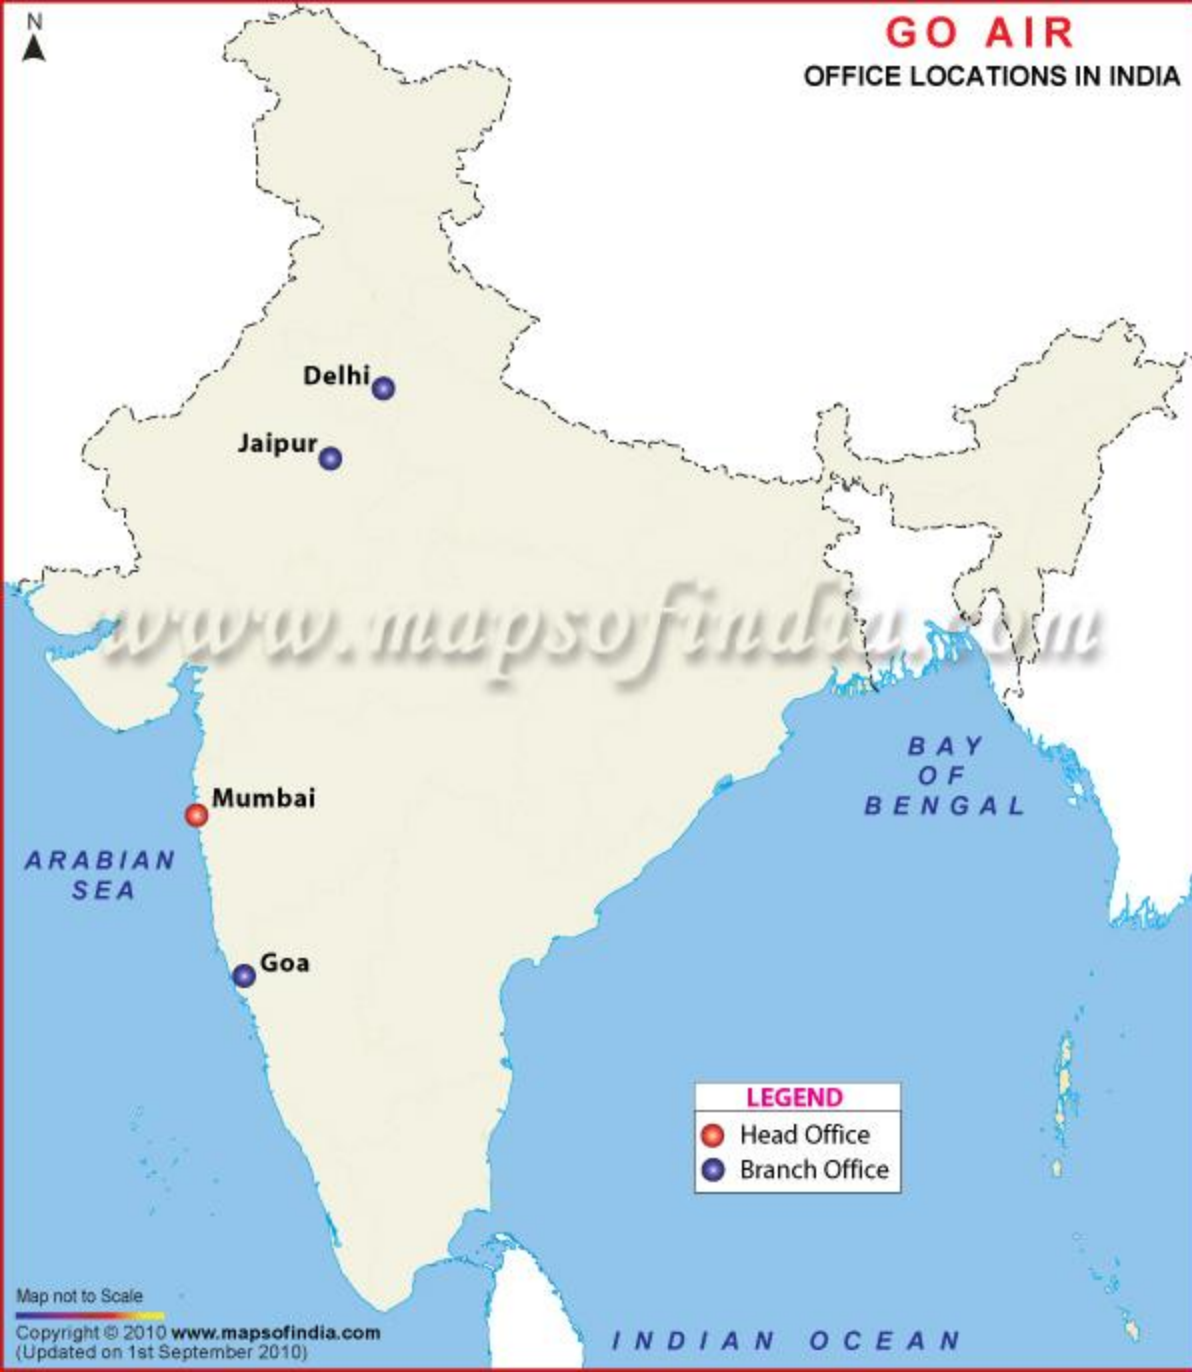 N
GO AIR
OFFICE LOCATIONS IN INDIA
Delhi
Jaipur
www.mapsofindia.com
BAY
OF
BENGAL
Mumbai
ARABIAN
SEA
Goa
LEGEND
Head Office
Branch Office
Map not to Scale
Copyright © 2010 www.mapsofindia.com
(Updated on 1st September 2010)
INDIAN OCEAN